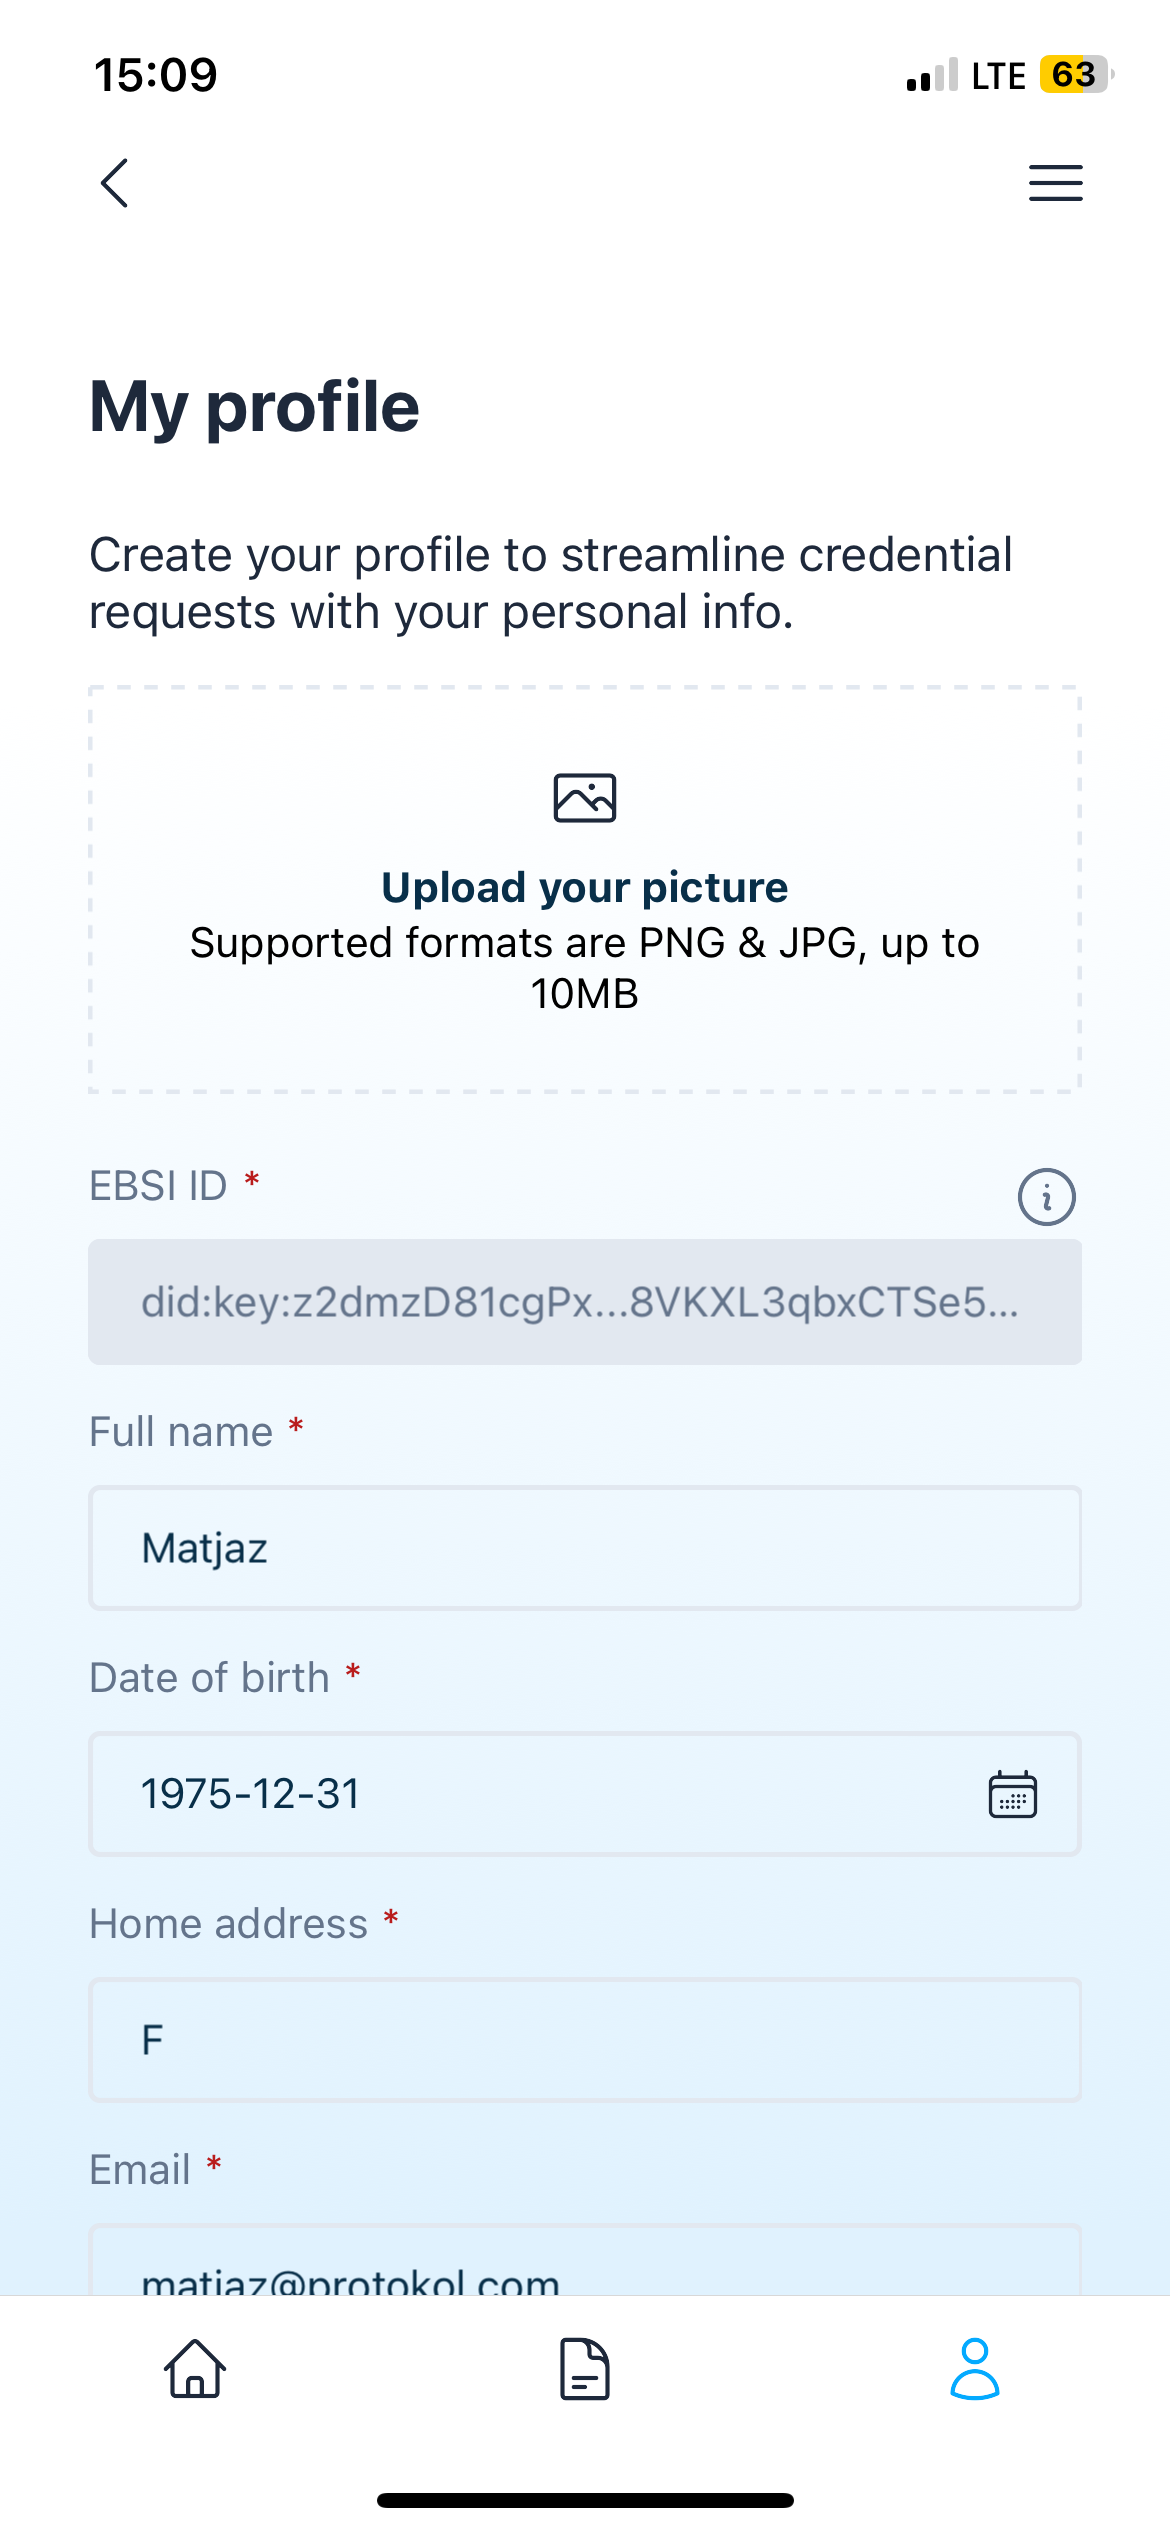 15:09
LTE 63
My profile
Create your profile to streamline credential
requests with your personal info.
Upload your picture
Supported formats are PNG & JPG, up to
10MB
EBSI ID *
did:key:z2dmzD81cgPx...8VKXL3qbxCTSe5...
Full name *
Matjaz
Date of birth *
1975-12-31
Home address *
F
Email *
matjaz@protokol.com